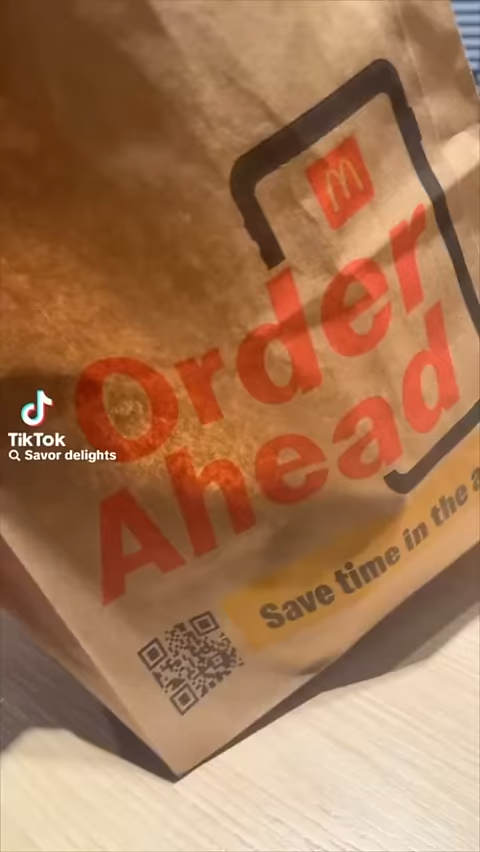 Order
Ahead
Save time in the
TikTok
Savor delights